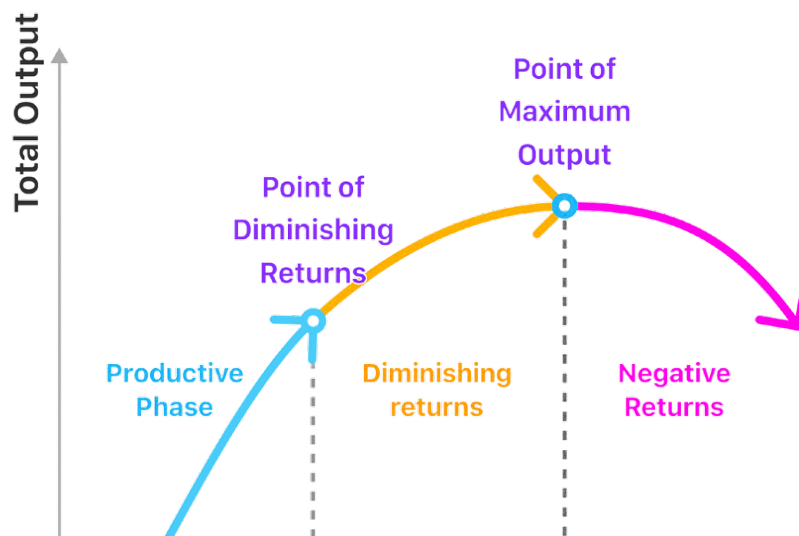 Total Output
Point of
Maximum
Output
Point of
Diminishing
Returns
Productive
Phase
Diminishing
returns
Negative
Returns